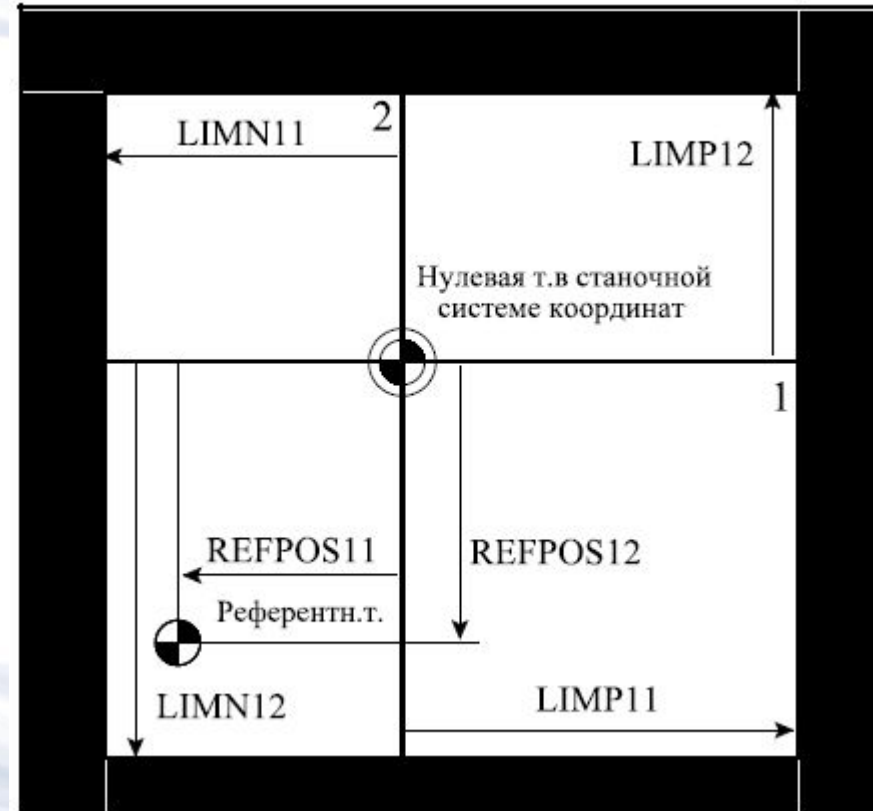 2
LIMN11
LIMP12
Нулевая т.в станочной
системе координат
1
REFPOS11
REFPOS12
Референтн.т.
LIMN12
LIMP11